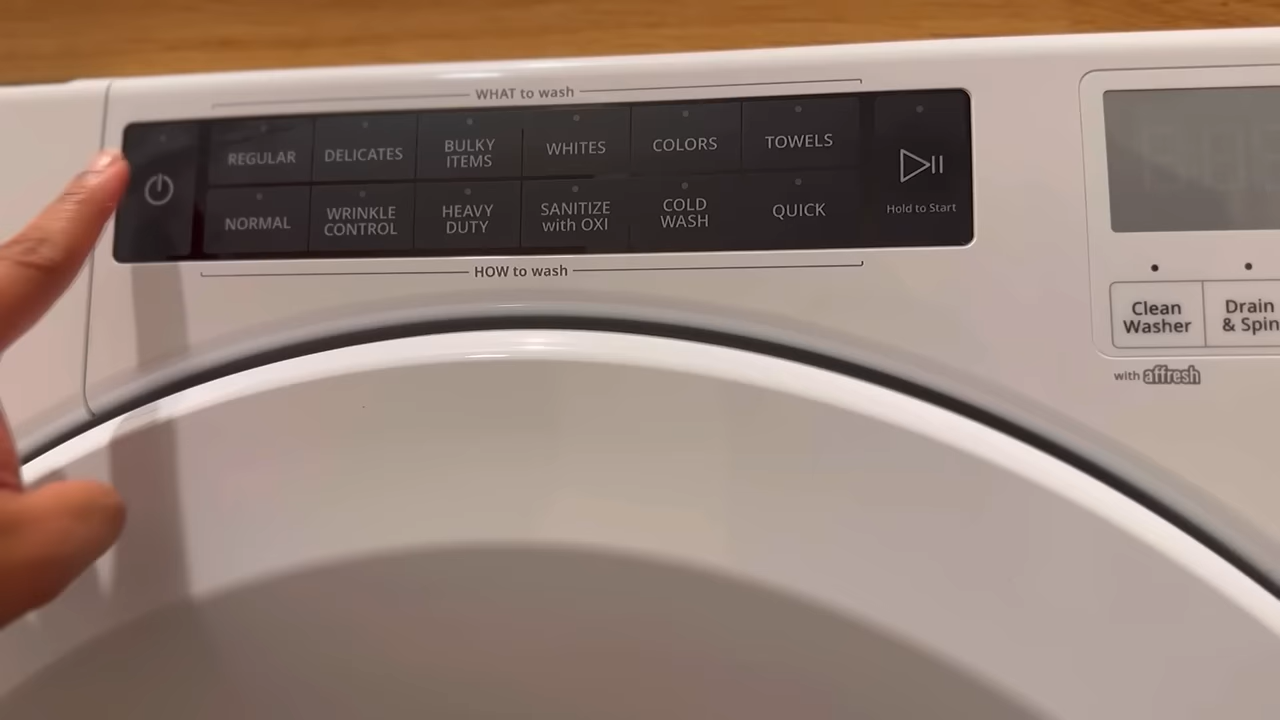 WHAT to wash
REGULAR
DELICATES
BULKY
ITEMS
WHITES
COLORS
TOWELS
NORMAL
WRINKLE
CONTROL
HEAVY
DUTY
SANITIZE
with OXI
COLD
WASH
QUICK
Hold to Start
HOW to wash
Clean
Washer
Drain
& Spin
with affresh